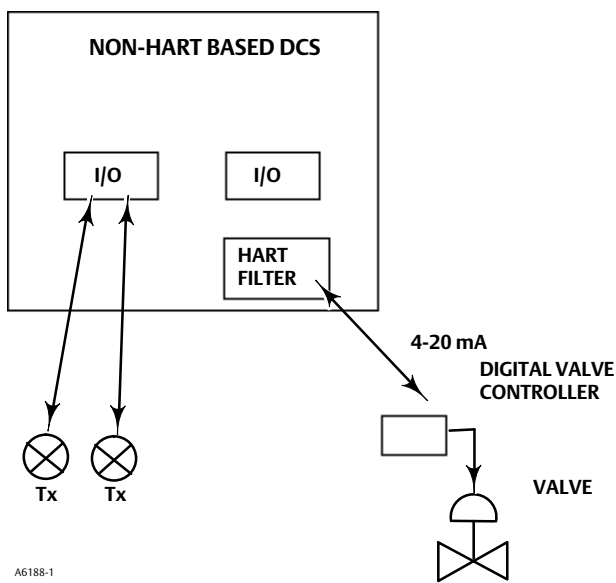 NON-HART BASED DCS
I/O
I/O
HART
FILTER
4-20 mA
DIGITAL VALVE
CONTROLLER
Tx
Tx
VALVE
A6188-1